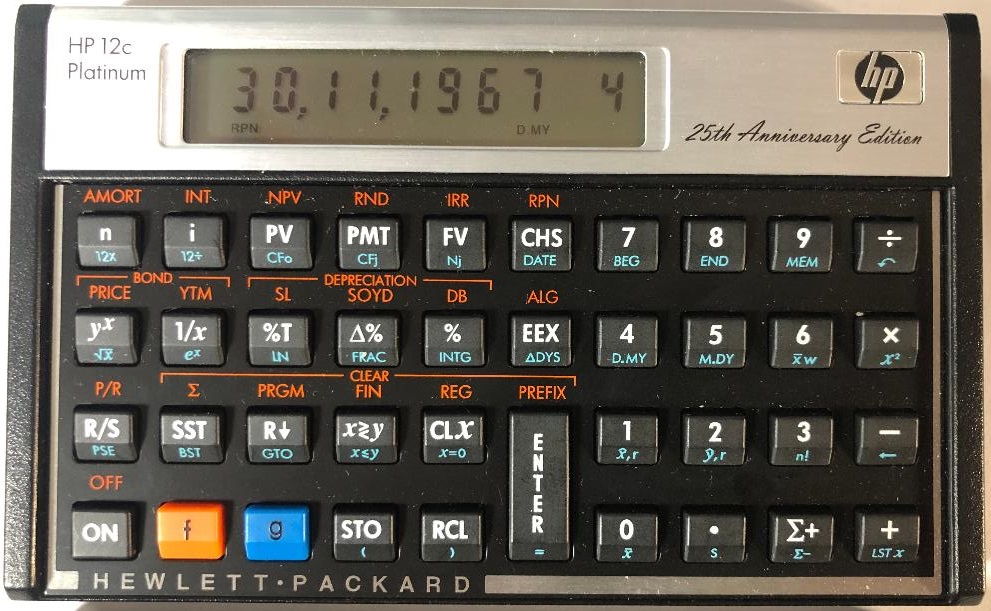 HP 12c
Platinum
30,11,1967 4
RPN D.MY
hp
25th Anniversary Edition
AMORT INT NPV RND IRR RPN
n i PV PMT FV CHS 7 8 9 ÷
12x 12÷ CFo CFj Nj DATE BEG END MEM ↶
BOND DEPRECIATION
PRICE YTM SL SOYD DB ALG
yˣ 1/x %T Δ% % EEX 4 5 6 ×
√x eˣ LN FRAC INTG ΔDYS D.MY M.DY x̄w x²
CLEAR
P/R Σ PRGM FIN REG PREFIX
R/S SST R↓ x≷y CLx ENTER 1 2 3 −
PSE BST GTO x≤y x=0 = x̂,r ŷ,r n! ←
OFF
ON f g STO RCL 0 · Σ+ +
( ) x̄ s Σ− LST x
HEWLETT·PACKARD